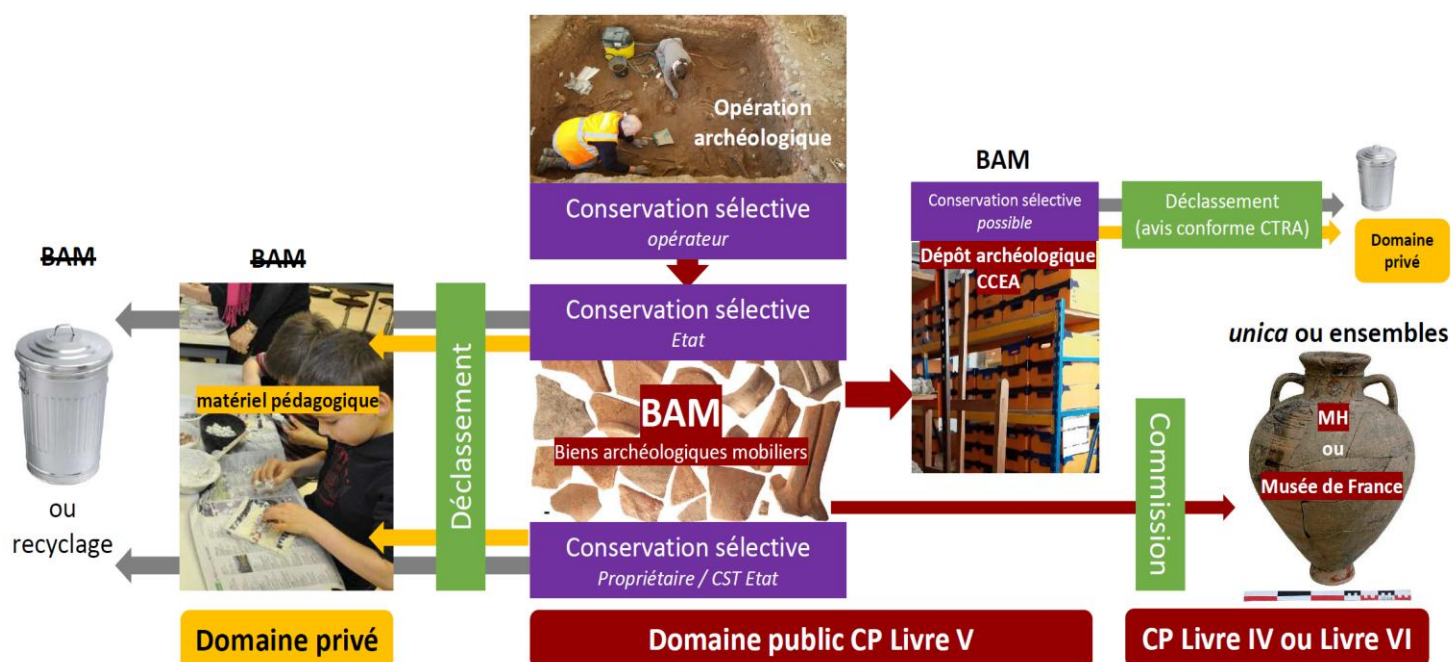 Opération
archéologique
Conservation sélective
opérateur
BAM
ou
recyclage
BAM
matériel pédagogique
Déclassement
Conservation sélective
Etat
BAM
Biens archéologiques mobiliers
Conservation sélective
Propriétaire / CST Etat
BAM
Conservation sélective
possible
Dépôt archéologique
CCEA
Déclassement
(avis conforme CTRA)
Domaine
privé
Commission
unica ou ensembles
MH
ou
Musée de France
Domaine privé
Domaine public CP Livre V
CP Livre IV ou Livre VI